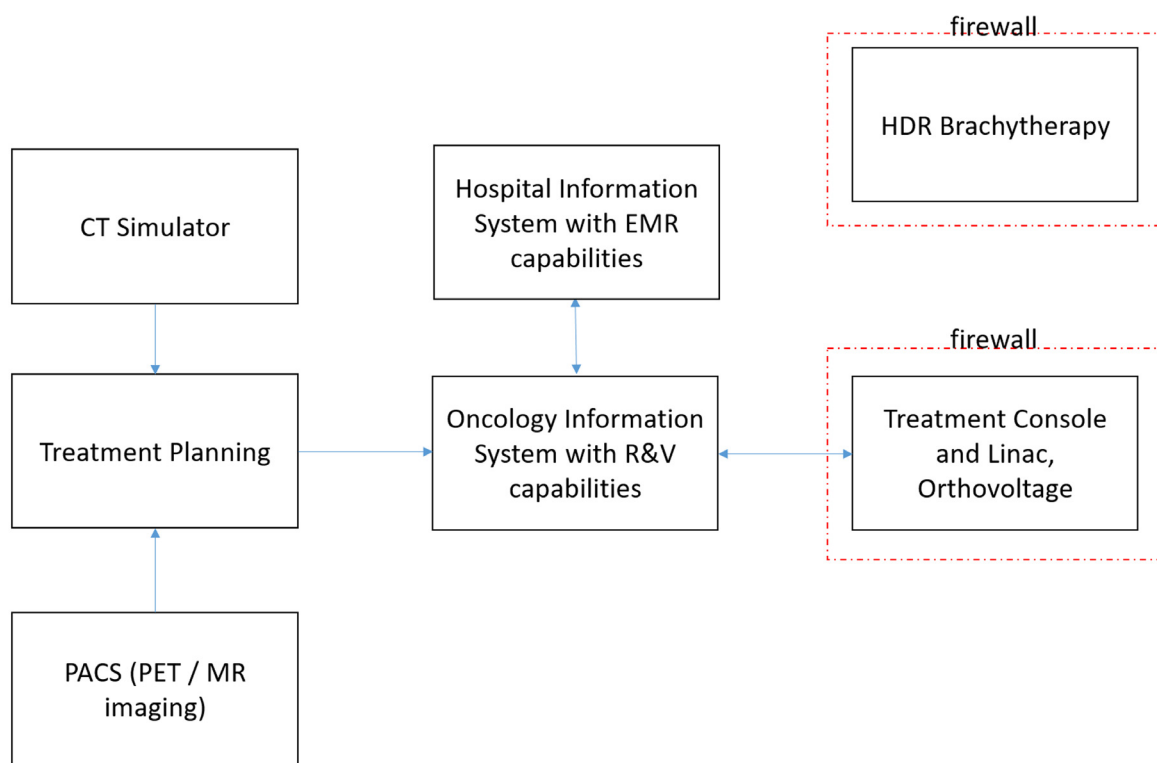 firewall
HDR Brachytherapy
CT Simulator
Hospital Information
System with EMR
capabilities
firewall
Treatment Planning
Oncology Information
System with R&V
capabilities
Treatment Console
and Linac,
Orthovoltage
PACS (PET / MR
imaging)